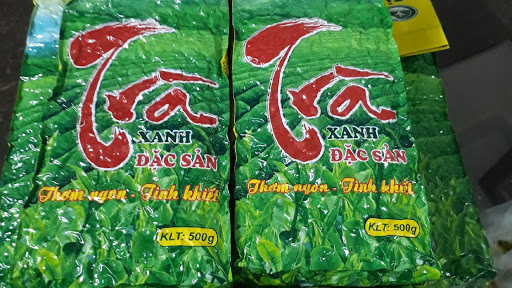 Trà
XANH
ĐẶC SẢN
Thơm ngon - Tinh khiết
KLT: 500g
Trà
XANH
ĐẶC SẢN
Thơm ngon - Tinh khiết
KLT: 500g